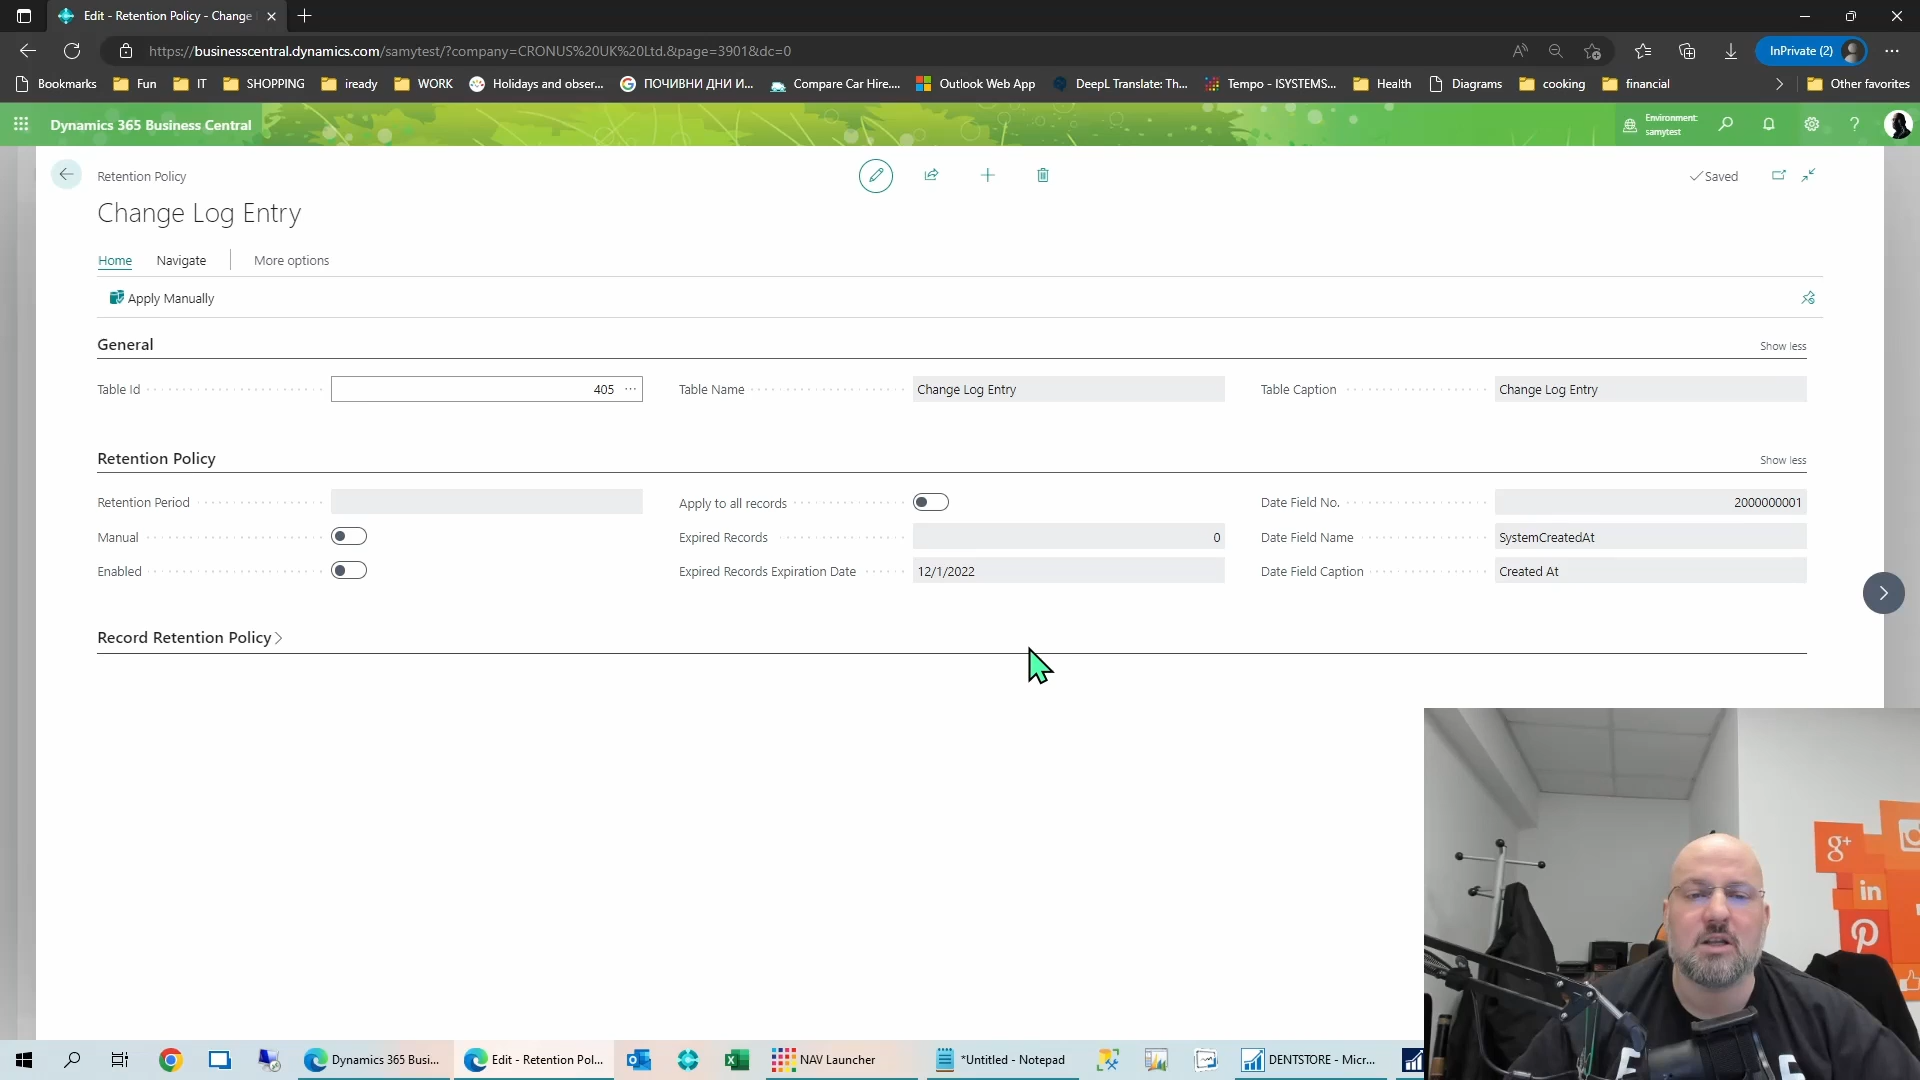 Edit - Retention Policy - Change
https://businesscentral.dynamics.com/samytest/?company=CRONUS%20UK%20Ltd.&page=3901&dc=0
InPrivate (2)
Bookmarks Fun IT SHOPPING iready WORK Holidays and obser... ПОЧИВНИ ДНИ И... Compare Car Hire.... Outlook Web App DeepL Translate: Th... Tempo - ISYSTEMS... Health Diagrams cooking financial Other favorites
Dynamics 365 Business Central
Environment:
samytest
Retention Policy
Saved
Change Log Entry
Home Navigate More options
Apply Manually
General
Show less
Table Id 405
Table Name Change Log Entry
Table Caption Change Log Entry
Retention Policy
Show less
Retention Period
Apply to all records
Date Field No. 2000000001
Manual
Expired Records 0
Date Field Name SystemCreatedAt
Enabled
Expired Records Expiration Date 12/1/2022
Date Field Caption Created At
Record Retention Policy
g+
in
Dynamics 365 Busi... Edit - Retention Pol... NAV Launcher *Untitled - Notepad DENTSTORE - Micr...